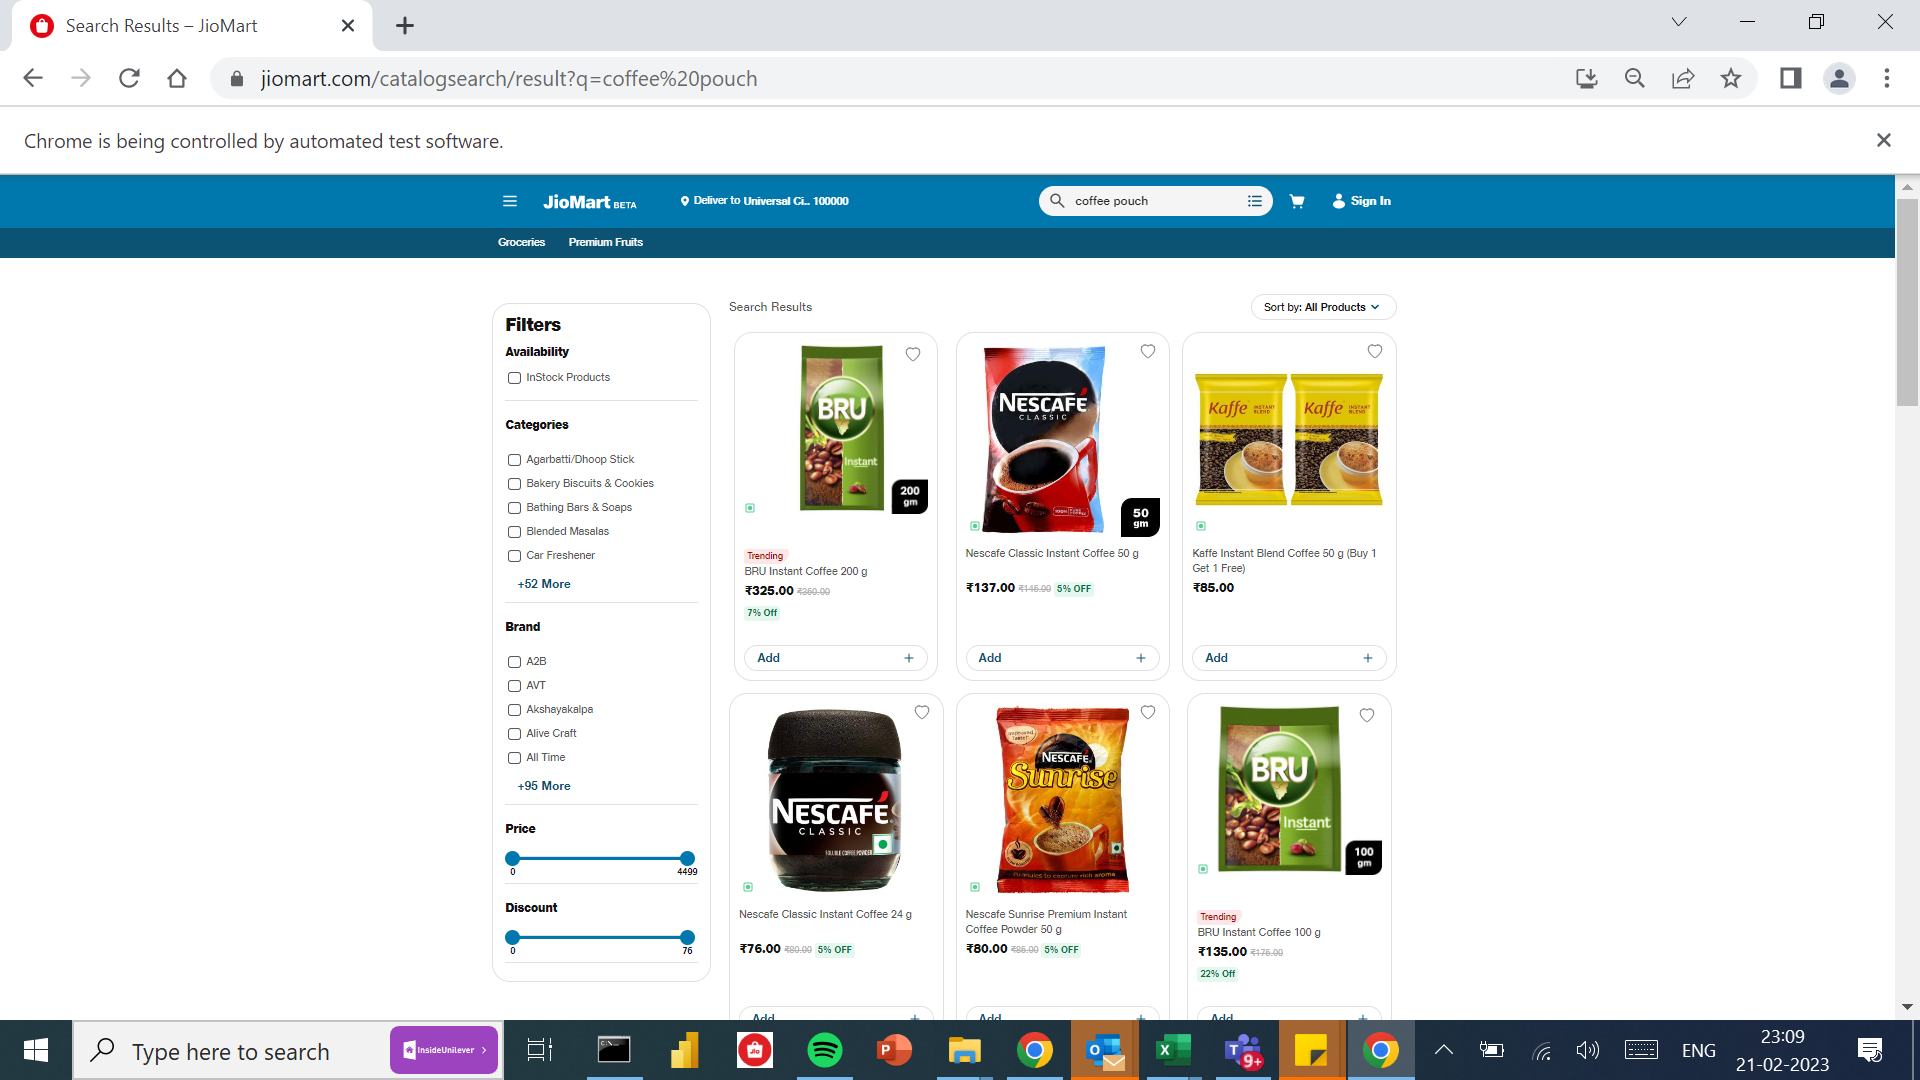 Search Results – JioMart
jiomart.com/catalogsearch/result?q=coffee%20pouch
Chrome is being controlled by automated test software.
JioMart BETA
Deliver to Universal Ci... 100000
coffee pouch
Sign In
Groceries
Premium Fruits
Filters
Availability
InStock Products
Categories
Agarbatti/Dhoop Stick
Bakery Biscuits & Cookies
Bathing Bars & Soaps
Blended Masalas
Car Freshener
+52 More
Brand
A2B
AVT
Akshayakalpa
Alive Craft
All Time
+95 More
Price
0
4499
Discount
0
76
Search Results
Sort by: All Products
BRU
Instant
200
gm
Trending
BRU Instant Coffee 200 g
₹325.00 ₹350.00
7% Off
Add +
NESCAFÉ
CLASSIC
50
gm
Nescafe Classic Instant Coffee 50 g
₹137.00 ₹145.00 5% OFF
Add +
Kaffe INSTANT BLEND
Kaffe INSTANT BLEND
Kaffe Instant Blend Coffee 50 g (Buy 1
Get 1 Free)
₹85.00
Add +
NESCAFÉ
CLASSIC
Nescafe Classic Instant Coffee 24 g
₹76.00 ₹80.00 5% OFF
Add +
NESCAFÉ
Sunrise
Nescafe Sunrise Premium Instant
Coffee Powder 50 g
₹80.00 ₹85.00 5% OFF
Add +
BRU
Instant
100
gm
Trending
BRU Instant Coffee 100 g
₹135.00 ₹175.00
22% Off
Add +
Type here to search
InsideUnilever
9+
ENG
23:09
21-02-2023